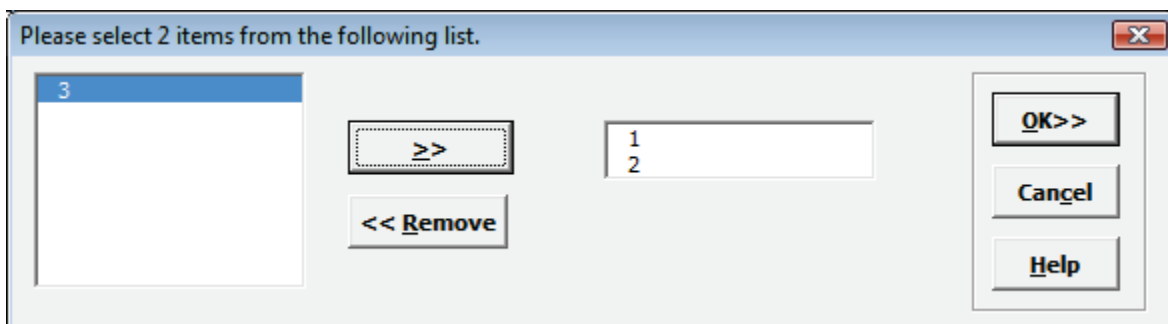 Please select 2 items from the following list.
3
>>
<< Remove
1
2
OK>>
Cancel
Help